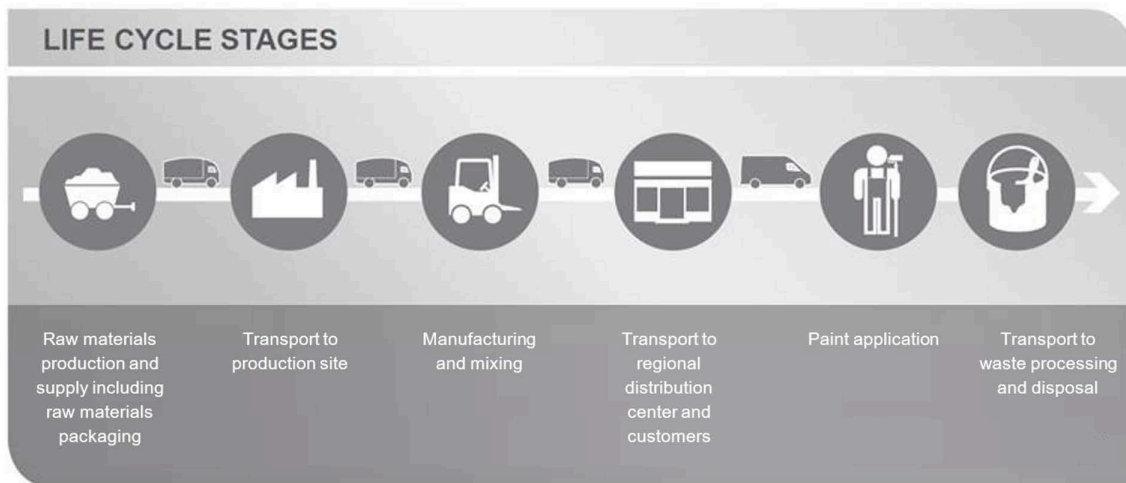 LIFE CYCLE STAGES
Raw materials
production and
supply including
raw materials
packaging
Transport to
production site
Manufacturing
and mixing
Transport to
regional
distribution
center and
customers
Paint application
Transport to
waste processing
and disposal